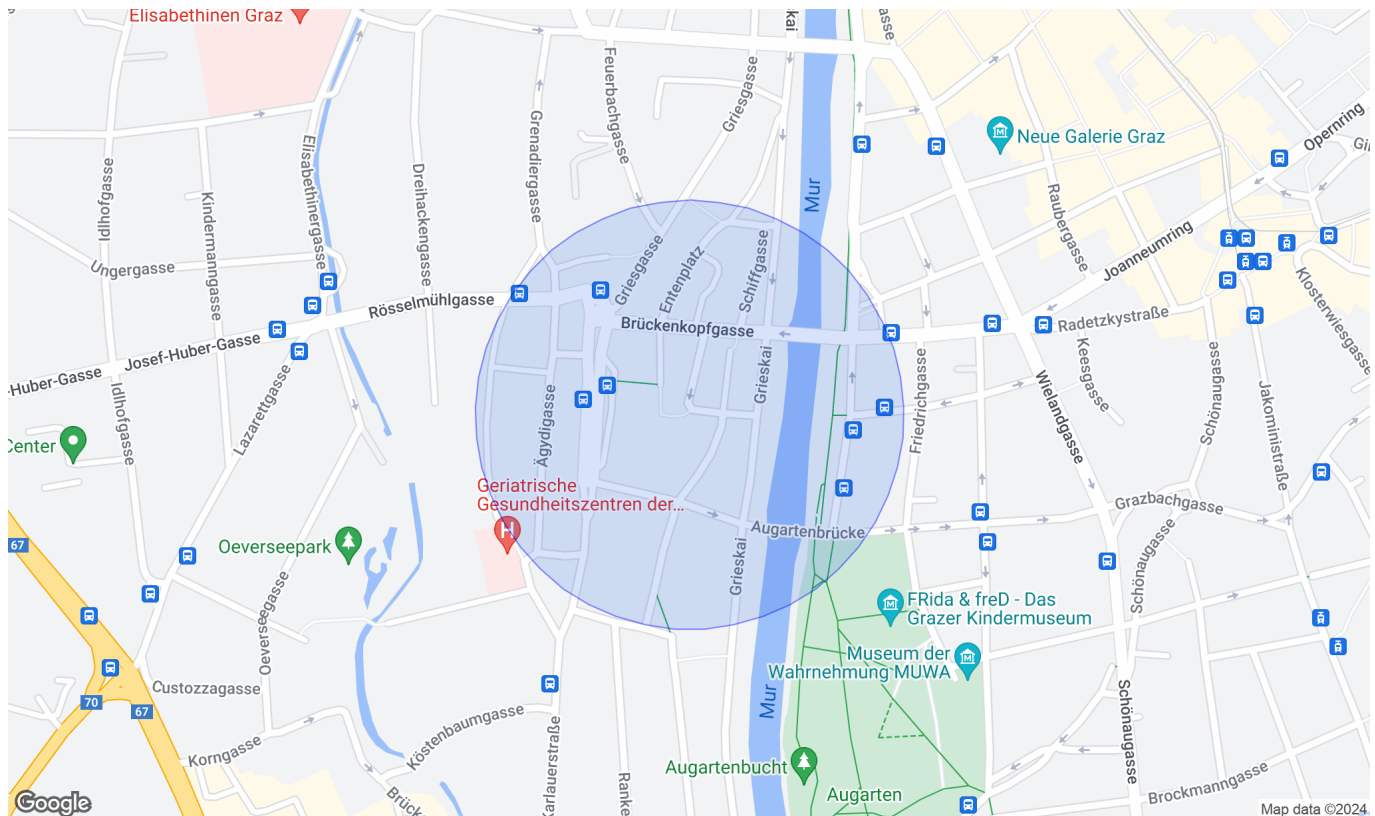 Elisabethinen Graz
kai
Neue Galerie Graz
Opernring
Feuerbachgasse
Griesgasse
Grenadiergasse
Elisabethinergasse
Dreihackengasse
Idlhofgasse
Kindermanngasse
Mur
Raubergasse
Joanneumring
Ungergasse
Griesgasse
Entenplatz
Schiffgasse
Klosterwiesgasse
Rösselmühlgasse
Brückenkopfgasse
Radetzkystraße
Josef-Huber-Gasse
-Huber-Gasse
Idlhofgasse
Lazarettgasse
Ägydigasse
Grieskai
Friedrichgasse
Wielandgasse
Keesgasse
Schönaugasse
Jakoministraße
Center
Geriatrische
Gesundheitszentren der...
H
Grazbachgasse
Augartenbrücke
67
Oeverseepark
Oeverseegasse
Grieskai
Schönaugasse
FRida & freD - Das
Grazer Kindermuseum
Museum der
Wahrnehmung MUWA
Custozzagasse
70
67
Mur
Schönaugasse
Korngasse
Köstenbaumgasse
Karlauerstraße
Ranke
Augartenbucht
Augarten
Brockmanngasse
Brück
Google
Map data ©2024